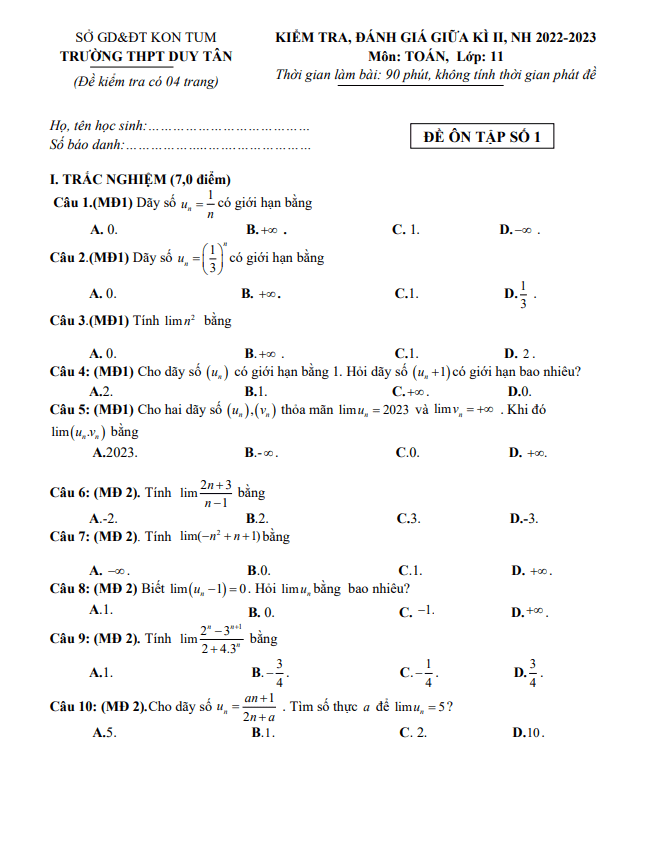 SỞ GD&ĐT KON TUM
TRƯỜNG THPT DUY TÂN
(Đề kiểm tra có 04 trang)
KIỂM TRA, ĐÁNH GIÁ GIỮA KÌ II, NH 2022-2023
Môn: TOÁN, Lớp: 11
Thời gian làm bài: 90 phút, không tính thời gian phát đề
Họ, tên học sinh:…………………………………
Số báo danh:……………………………………
ĐỀ ÔN TẬP SỐ 1
I. TRẮC NGHIỆM (7,0 điểm)
Câu 1.(MĐ1) Dãy số $u_n = \frac{1}{n}$ có giới hạn bằng
A. 0. B. $+\infty$ . C. 1. D. $-\infty$ .
Câu 2.(MĐ1) Dãy số $u_n = \left(\frac{1}{3}\right)^n$ có giới hạn bằng
A. 0. B. $+\infty$. C.1. D. $\frac{1}{3}$ .
Câu 3.(MĐ1) Tính $\lim n^2$ bằng
A. 0. B. $+\infty$ . C.1. D. 2 .
Câu 4: (MĐ1) Cho dãy số $(u_n)$ có giới hạn bằng 1. Hỏi dãy số $(u_n+1)$ có giới hạn bao nhiêu?
A.2. B.1. C. $+\infty$. D.0.
Câu 5: (MĐ1) Cho hai dãy số $(u_n),(v_n)$ thỏa mãn $\lim u_n = 2023$ và $\lim v_n = +\infty$ . Khi đó
$\lim(u_n.v_n)$ bằng
A.2023. B.-$\infty$. C.0. D. $+\infty$.
Câu 6: (MĐ 2). Tính $\lim \frac{2n+3}{n-1}$ bằng
A.-2. B.2. C.3. D.-3.
Câu 7: (MĐ 2). Tính $\lim(-n^2+n+1)$ bằng
A. $-\infty$. B.0. C.1. D. $+\infty$.
Câu 8: (MĐ 2) Biết $\lim(u_n-1)=0$. Hỏi $\lim u_n$ bằng bao nhiêu?
A.1. B. 0. C. $-1$. D. $+\infty$.
Câu 9: (MĐ 2). Tính $\lim \frac{2^n-3^{n+1}}{2+4.3^n}$ bằng
A.1. B. $-\frac{3}{4}$. C. $-\frac{1}{4}$. D. $\frac{3}{4}$.
Câu 10: (MĐ 2).Cho dãy số $u_n = \frac{an+1}{2n+a}$ . Tìm số thực $a$ để $\lim u_n = 5$?
A.5. B.1. C. 2. D.10 .